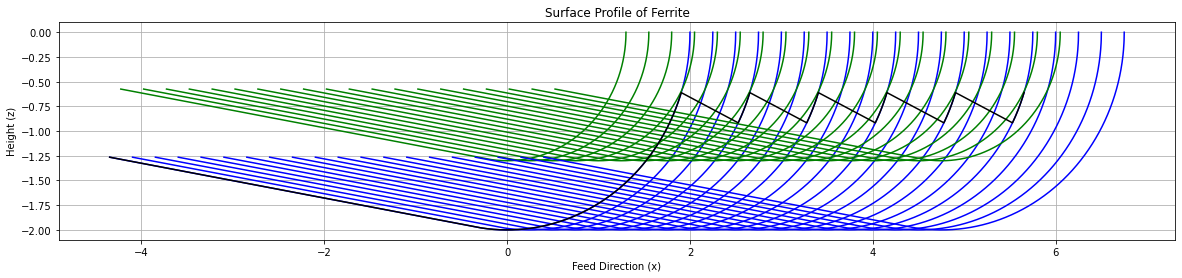 Surface Profile of Ferrite
Height (z)
0.00
−0.25
−0.50
−0.75
−1.00
−1.25
−1.50
−1.75
−2.00
−4 −2 0 2 4 6
Feed Direction (x)